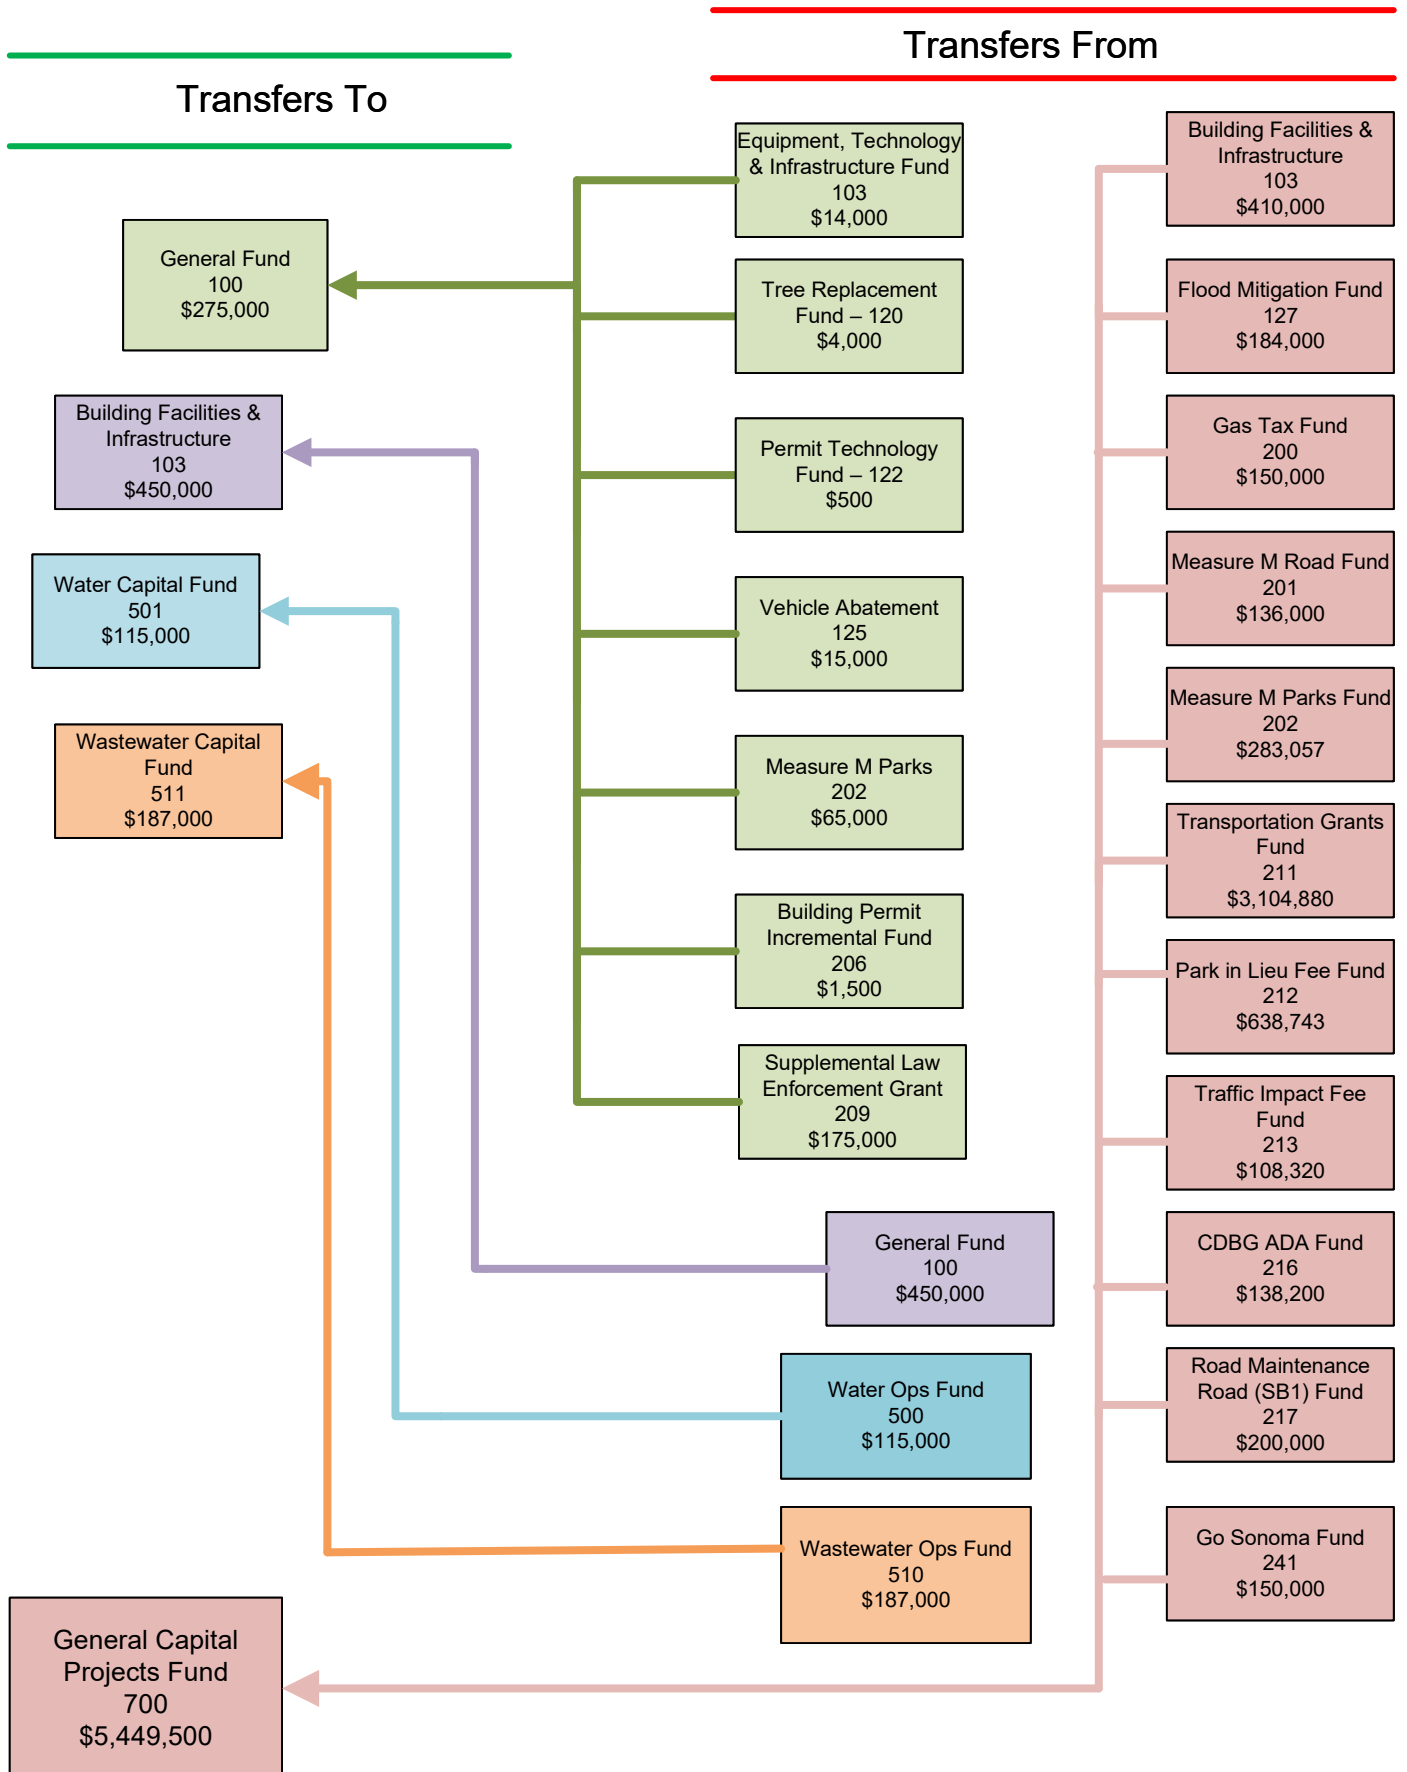 Transfers From
Transfers To
General Fund
100
$275,000
Building Facilities &
Infrastructure
103
$450,000
Water Capital Fund
501
$115,000
Wastewater Capital
Fund
511
$187,000
General Capital
Projects Fund
700
$5,449,500
Equipment, Technology
& Infrastructure Fund
103
$14,000
Tree Replacement
Fund – 120
$4,000
Permit Technology
Fund – 122
$500
Vehicle Abatement
125
$15,000
Measure M Parks
202
$65,000
Building Permit
Incremental Fund
206
$1,500
Supplemental Law
Enforcement Grant
209
$175,000
General Fund
100
$450,000
Water Ops Fund
500
$115,000
Wastewater Ops Fund
510
$187,000
Building Facilities &
Infrastructure
103
$410,000
Flood Mitigation Fund
127
$184,000
Gas Tax Fund
200
$150,000
Measure M Road Fund
201
$136,000
Measure M Parks Fund
202
$283,057
Transportation Grants
Fund
211
$3,104,880
Park in Lieu Fee Fund
212
$638,743
Traffic Impact Fee
Fund
213
$108,320
CDBG ADA Fund
216
$138,200
Road Maintenance
Road (SB1) Fund
217
$200,000
Go Sonoma Fund
241
$150,000